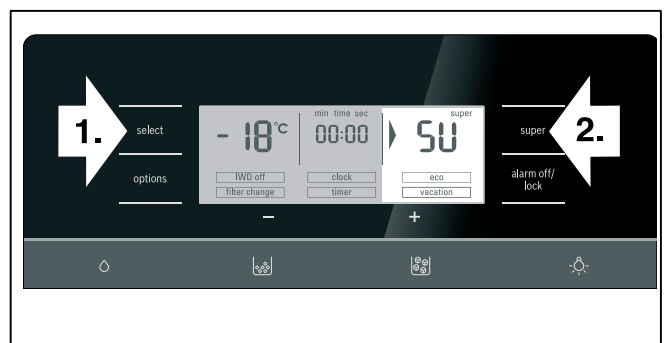 min time sec
super
1.
select
- 18°C
00:00
SU
super
2.
options
IWD off
clock
eco
alarm off/
lock
filter change
timer
vacation
- +